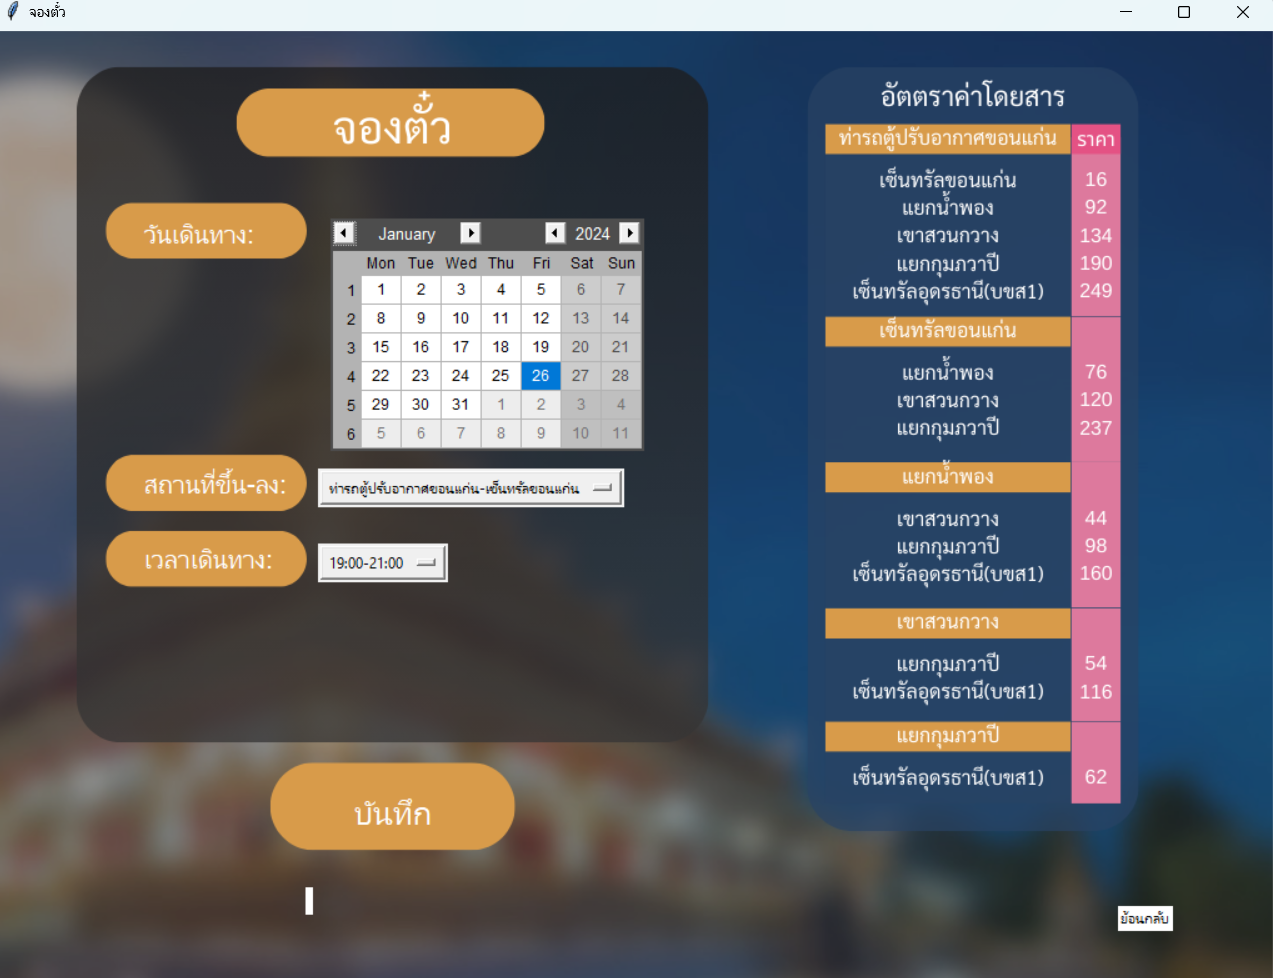 จองตั๋ว
จองตั๋ว
วันเดินทาง:
January 2024
Mon Tue Wed Thu Fri Sat Sun
1 1 2 3 4 5 6 7
2 8 9 10 11 12 13 14
3 15 16 17 18 19 20 21
4 22 23 24 25 26 27 28
5 29 30 31 1 2 3 4
6 5 6 7 8 9 10 11
สถานที่ขึ้น-ลง: ท่ารถตู้ปรับอากาศขอนแก่น-เซ็นทรัลขอนแก่น
เวลาเดินทาง: 19:00-21:00
บันทึก
อัตตราค่าโดยสาร
ท่ารถตู้ปรับอากาศขอนแก่น ราคา
เซ็นทรัลขอนแก่น 16
แยกน้ำพอง 92
เขาสวนกวาง 134
แยกกุมภวาปี 190
เซ็นทรัลอุดรธานี(บขส1) 249
เซ็นทรัลขอนแก่น
แยกน้ำพอง 76
เขาสวนกวาง 120
แยกกุมภวาปี 237
แยกน้ำพอง
เขาสวนกวาง 44
แยกกุมภวาปี 98
เซ็นทรัลอุดรธานี(บขส1) 160
เขาสวนกวาง
แยกกุมภวาปี 54
เซ็นทรัลอุดรธานี(บขส1) 116
แยกกุมภวาปี
เซ็นทรัลอุดรธานี(บขส1) 62
ย้อนกลับ